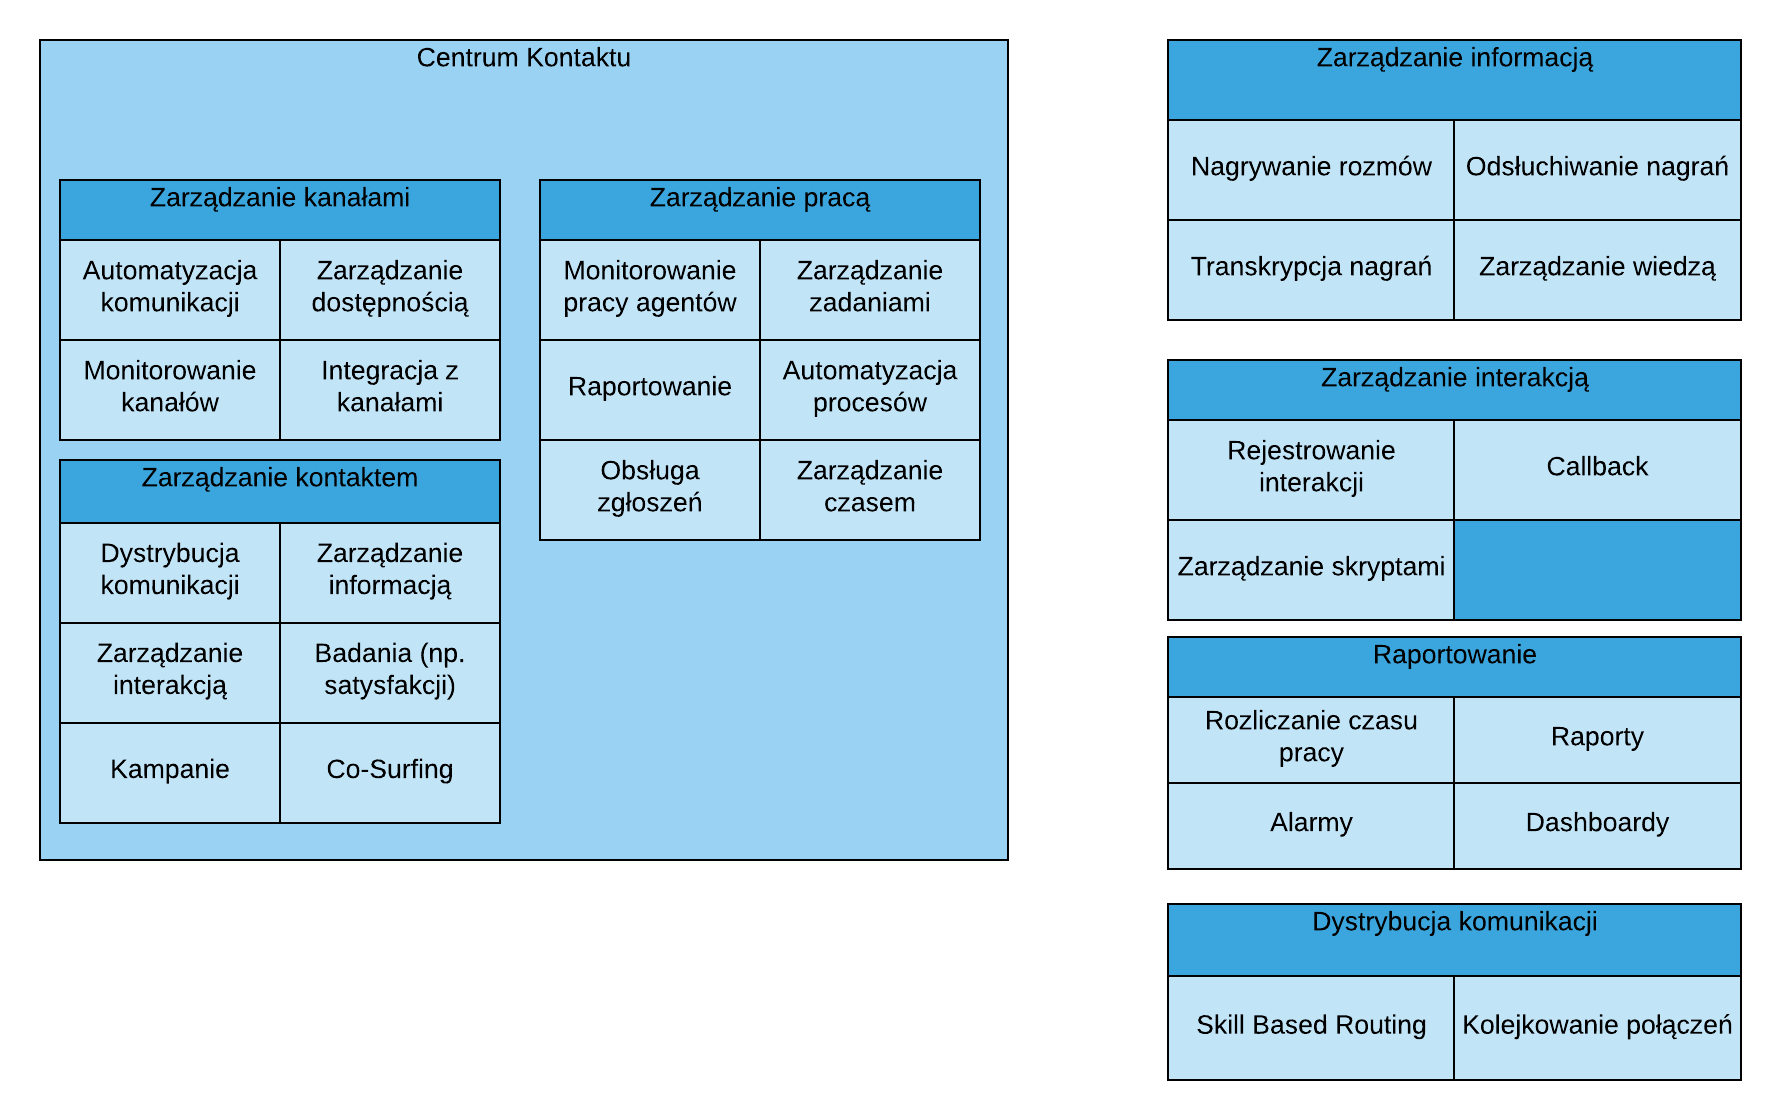 Centrum Kontaktu
Zarządzanie kanałami
Automatyzacja
komunikacji
Zarządzanie
dostępnością
Monitorowanie
kanałów
Integracja z
kanałami
Zarządzanie kontaktem
Dystrybucja
komunikacji
Zarządzanie
informacją
Zarządzanie
interakcją
Badania (np.
satysfakcji)
Kampanie
Co-Surfing
Zarządzanie pracą
Monitorowanie
pracy agentów
Zarządzanie
zadaniami
Raportowanie
Automatyzacja
procesów
Obsługa
zgłoszeń
Zarządzanie
czasem
Zarządzanie informacją
Nagrywanie rozmów
Odsłuchiwanie nagrań
Transkrypcja nagrań
Zarządzanie wiedzą
Zarządzanie interakcją
Rejestrowanie
interakcji
Callback
Zarządzanie skryptami
Raportowanie
Rozliczanie czasu
pracy
Raporty
Alarmy
Dashboardy
Dystrybucja komunikacji
Skill Based Routing
Kolejkowanie połączeń